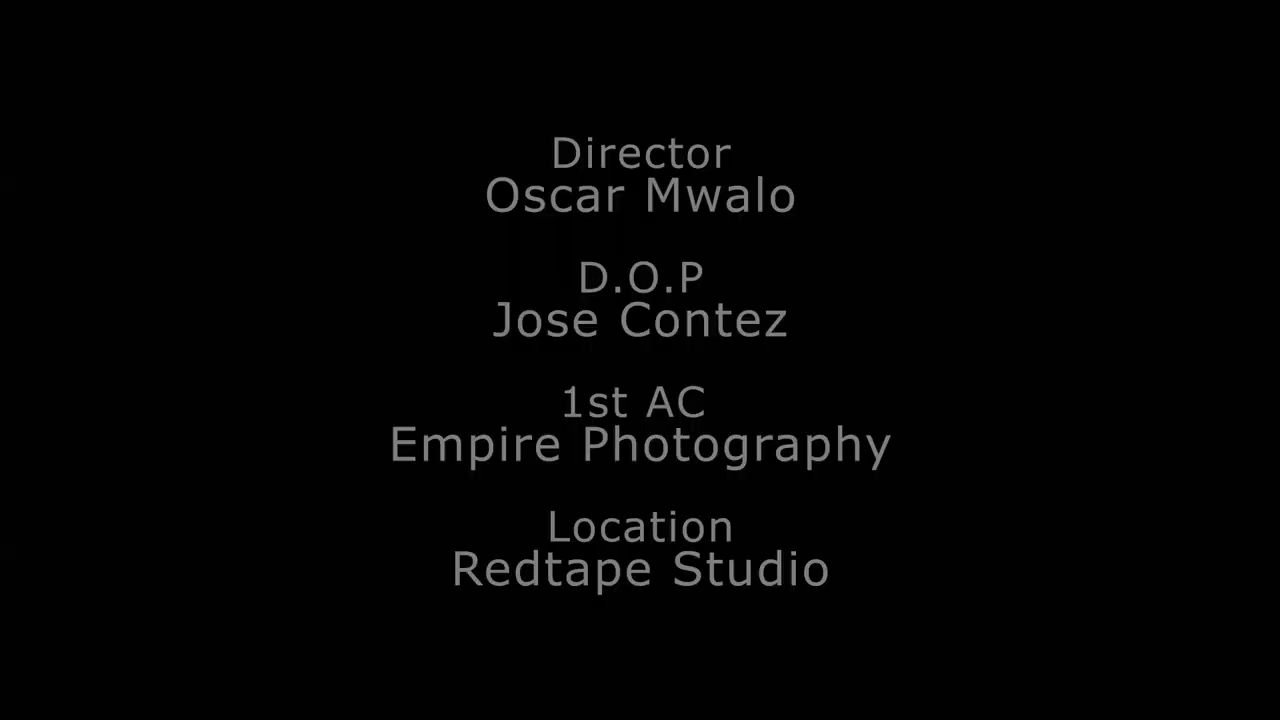 Director
Oscar Mwalo
D.O.P
Jose Contez
1st AC
Empire Photography
Location
Redtape Studio